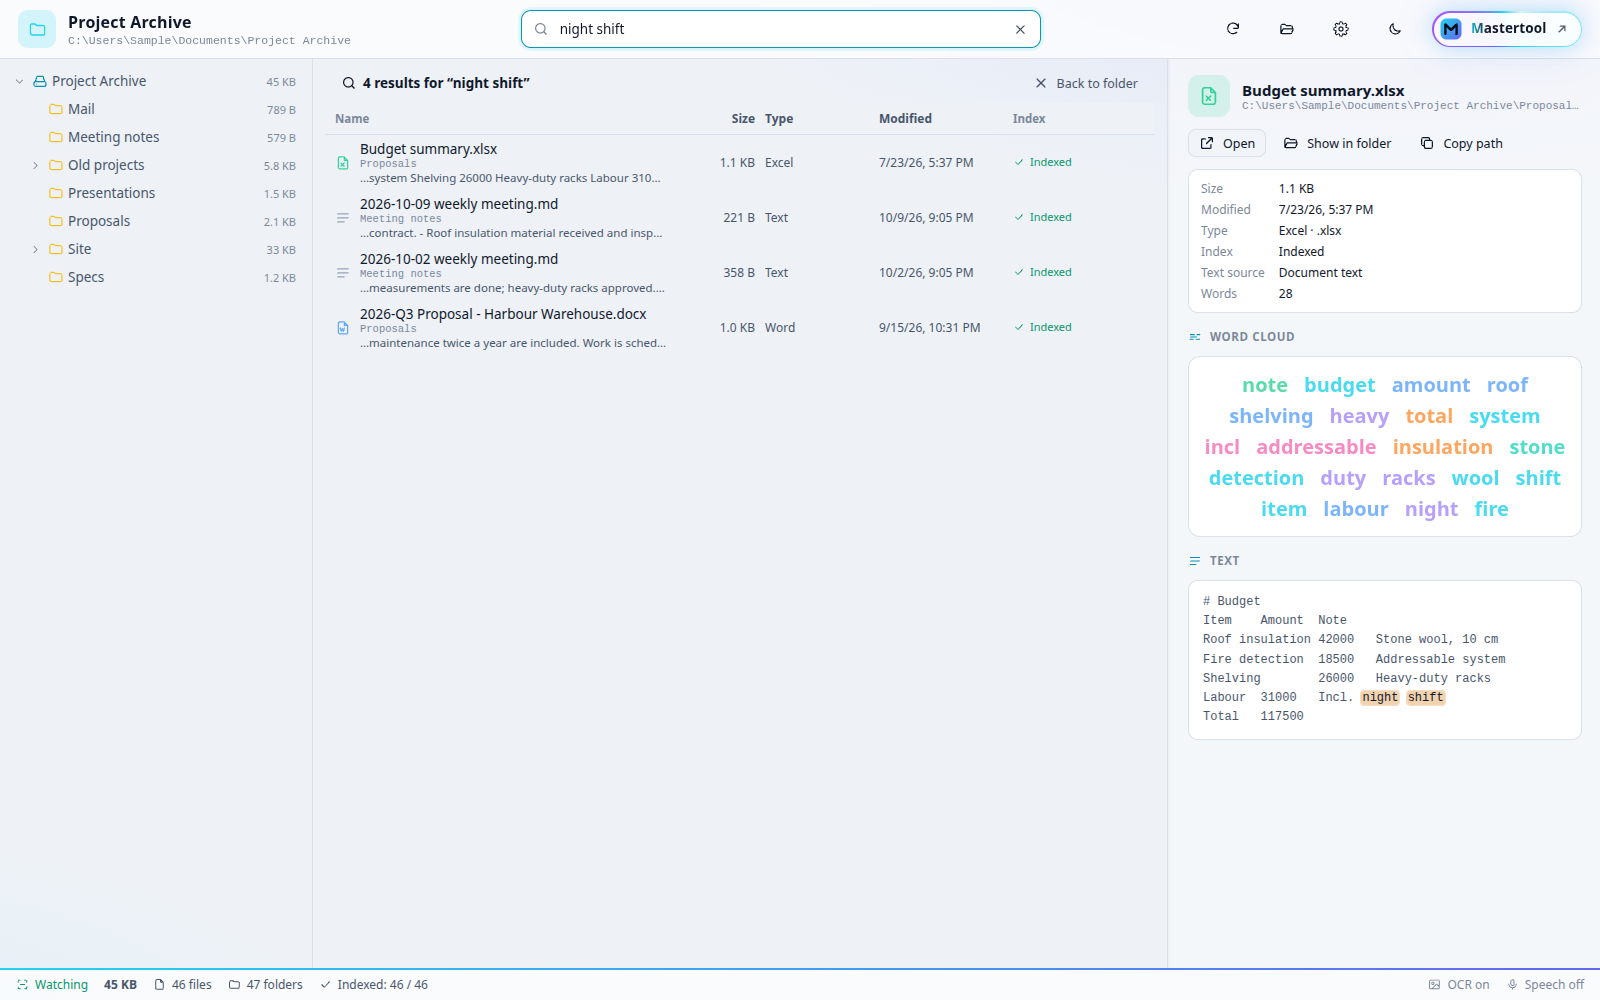 Project Archive
C:\Users\Sample\Documents\Project Archive
night shift
Mastertool
Project Archive 45 KB
Mail 789 B
Meeting notes 579 B
Old projects 5.8 KB
Presentations 1.5 KB
Proposals 2.1 KB
Site 33 KB
Specs 1.2 KB
4 results for “night shift”
Back to folder
Name Size Type Modified Index
Budget summary.xlsx
Proposals
...system Shelving 26000 Heavy-duty racks Labour 310...
1.1 KB Excel 7/23/26, 5:37 PM Indexed
2026-10-09 weekly meeting.md
Meeting notes
...contract. - Roof insulation material received and insp...
221 B Text 10/9/26, 9:05 PM Indexed
2026-10-02 weekly meeting.md
Meeting notes
...measurements are done; heavy-duty racks approved....
358 B Text 10/2/26, 9:05 PM Indexed
2026-Q3 Proposal - Harbour Warehouse.docx
Proposals
...maintenance twice a year are included. Work is sched...
1.0 KB Word 9/15/26, 10:31 PM Indexed
Budget summary.xlsx
C:\Users\Sample\Documents\Project Archive\Proposal...
Open Show in folder Copy path
Size 1.1 KB
Modified 7/23/26, 5:37 PM
Type Excel · .xlsx
Index Indexed
Text source Document text
Words 28
WORD CLOUD
note budget amount roof
shelving heavy total system
incl addressable insulation stone
detection duty racks wool shift
item labour night fire
TEXT
# Budget
Item Amount Note
Roof insulation 42000 Stone wool, 10 cm
Fire detection 18500 Addressable system
Shelving 26000 Heavy-duty racks
Labour 31000 Incl. night shift
Total 117500
Watching 45 KB 46 files 47 folders Indexed: 46 / 46
OCR on Speech off